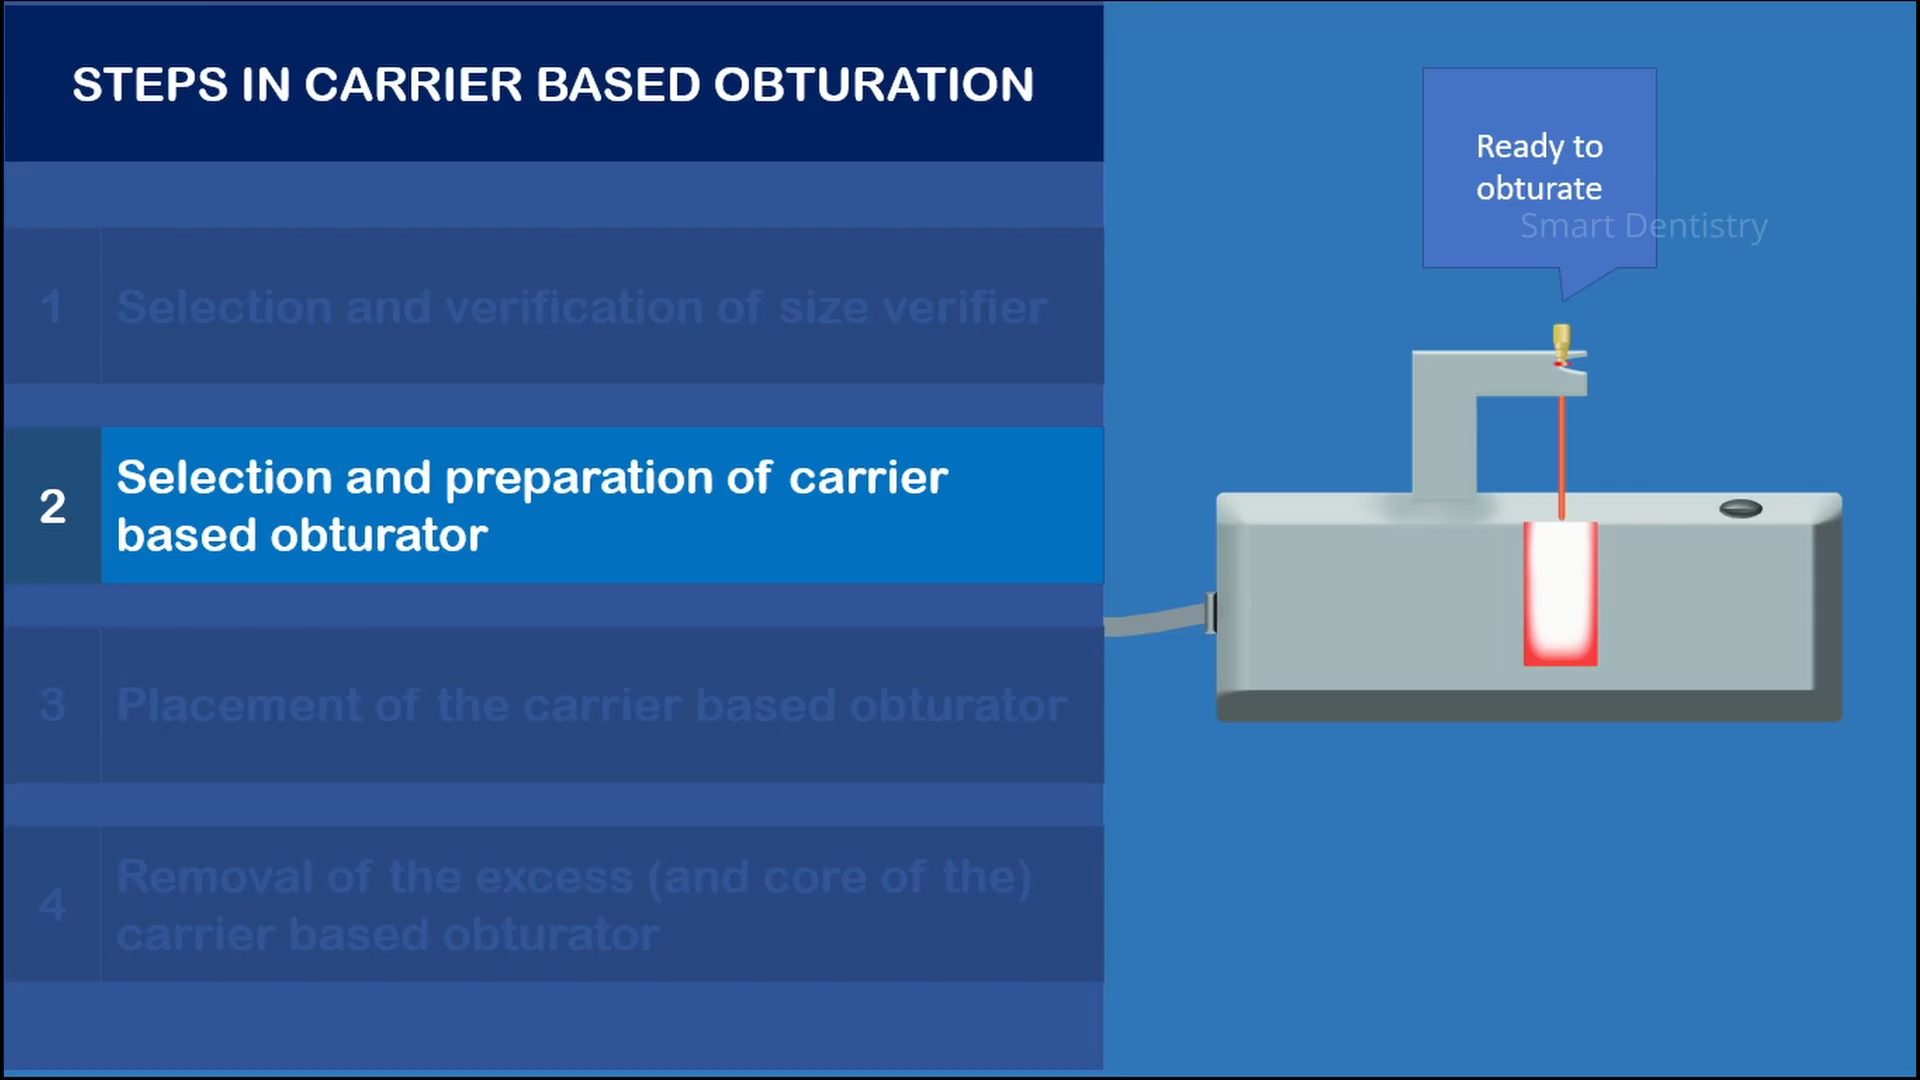 STEPS IN CARRIER BASED OBTURATION
1 Selection and verification of size verifier
2 Selection and preparation of carrier
based obturator
3 Placement of the carrier based obturator
4 Removal of the excess (and core of the)
carrier based obturator
Ready to
obturate
Smart Dentistry